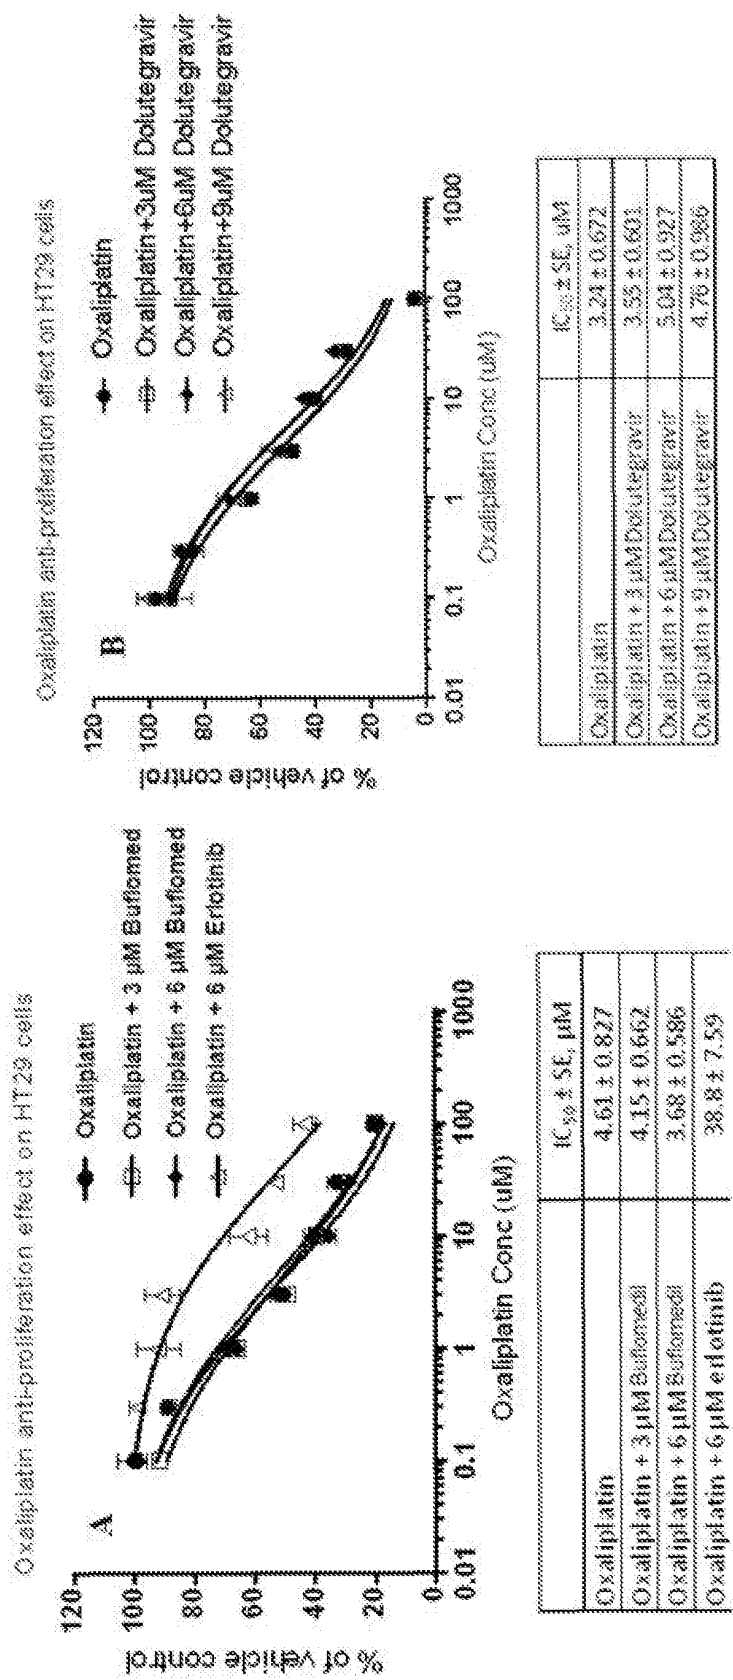 Oxaliplatin anti-proliferation effect on HT29 cells
A
Oxaliplatin
Oxaliplatin + 3 µM Buflomed
Oxaliplatin + 6 µM Buflomed
Oxaliplatin + 6 µM Erlotinib
% of vehicle control
120
100
80
60
40
20
0
0.01 0.1 1 10 100 1000
Oxaliplatin Conc (uM)
IC50 ± SE, µM
Oxaliplatin 4.61 ± 0.827
Oxaliplatin + 3 µM Buflomedil 4.15 ± 0.662
Oxaliplatin + 6 µM Buflomedil 3.68 ± 0.586
Oxaliplatin + 6 µM erlotinib 38.8 ± 7.59
Oxaliplatin anti-proliferation effect on HT29 cells
B
Oxaliplatin
Oxaliplatin+3uM Dolutegravir
Oxaliplatin+6uM Dolutegravir
Oxaliplatin+9uM Dolutegravir
% of vehicle control
120
100
80
60
40
20
0
0.01 0.1 1 10 100 1000
Oxaliplatin Conc (uM)
IC50 ± SE, uM
Oxaliplatin 3.24 ± 0.672
Oxaliplatin + 3 µM Dolutegravir 3.55 ± 0.601
Oxaliplatin + 6 µM Dolutegravir 5.04 ± 0.927
Oxaliplatin + 9 µM Dolutegravir 4.76 ± 0.986